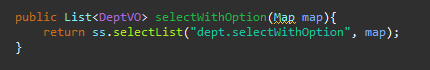 public List<DeptVO> selectWithOption(Map map){
return ss.selectList("dept.selectWithOption", map);
}